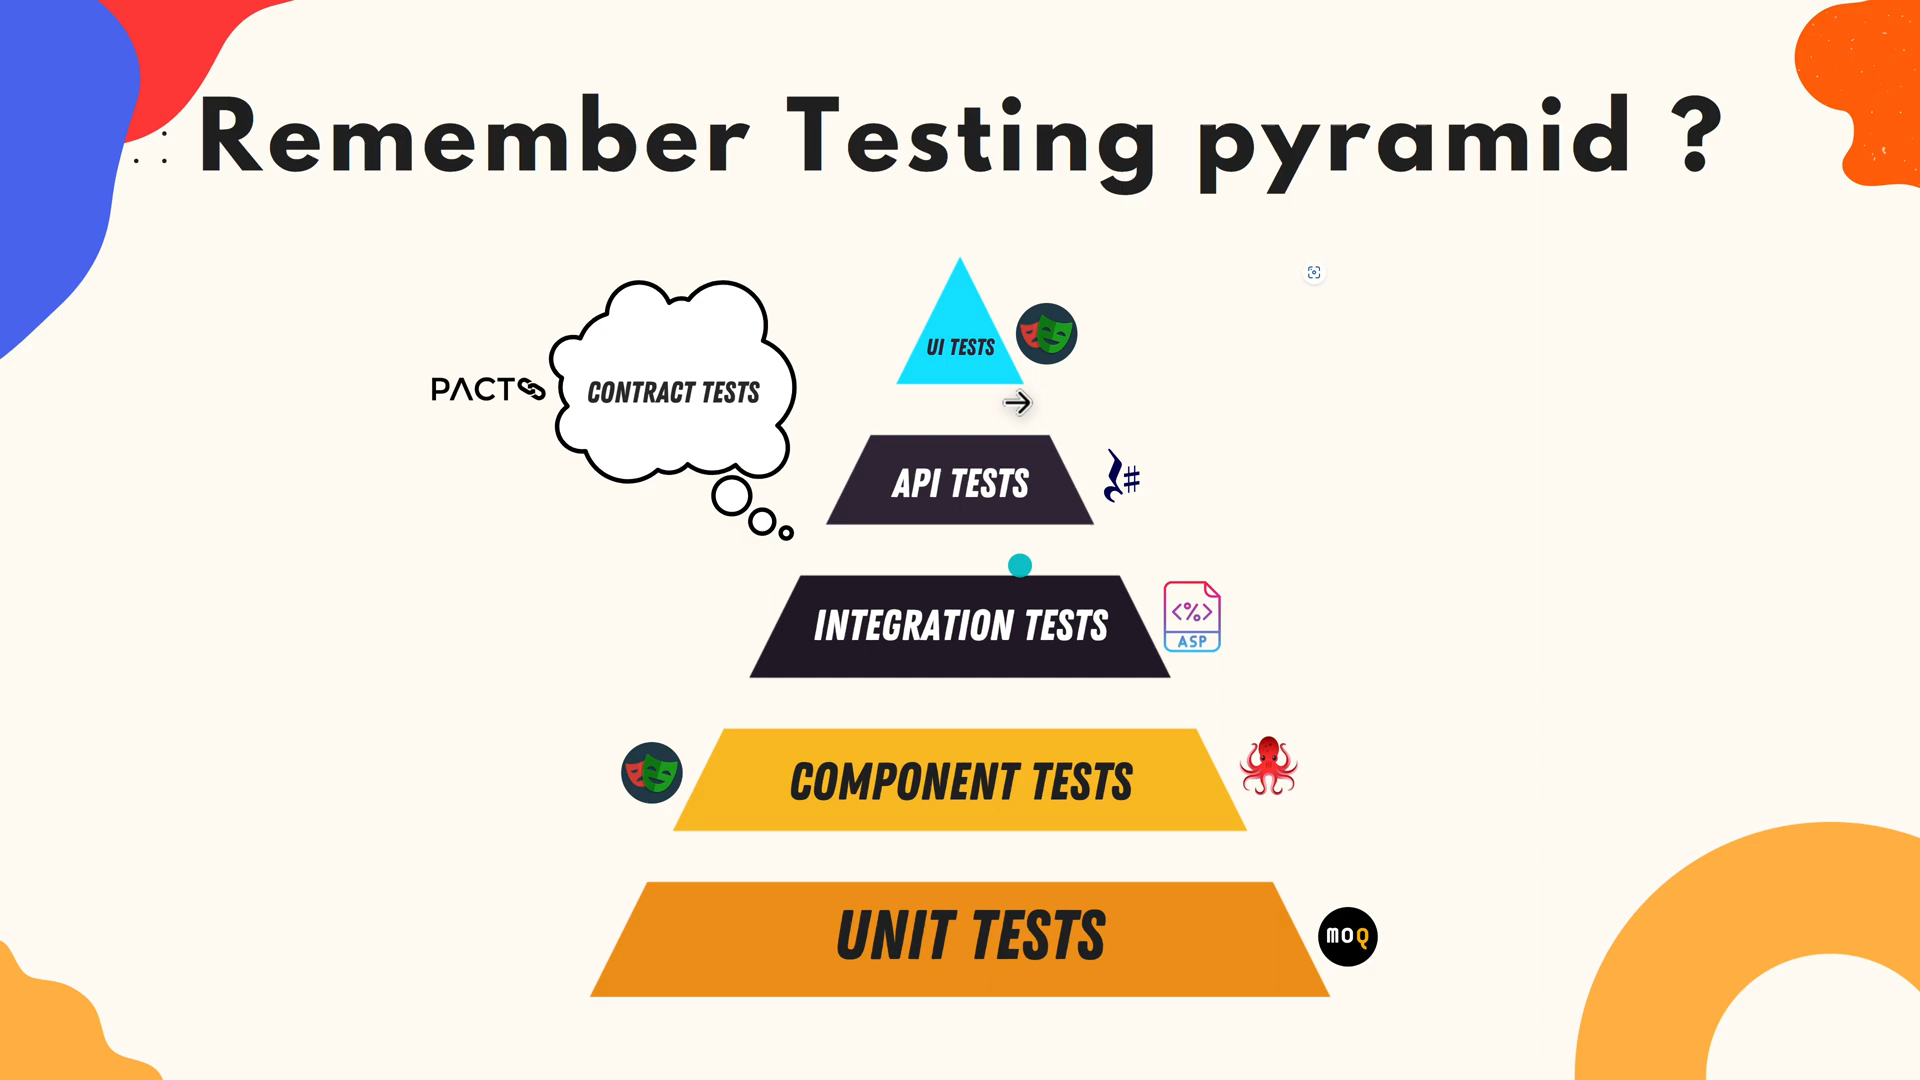 Remember Testing pyramid ?
UI TESTS
PACT
CONTRACT TESTS
API TESTS
INTEGRATION TESTS
<%>
ASP
COMPONENT TESTS
UNIT TESTS
moq